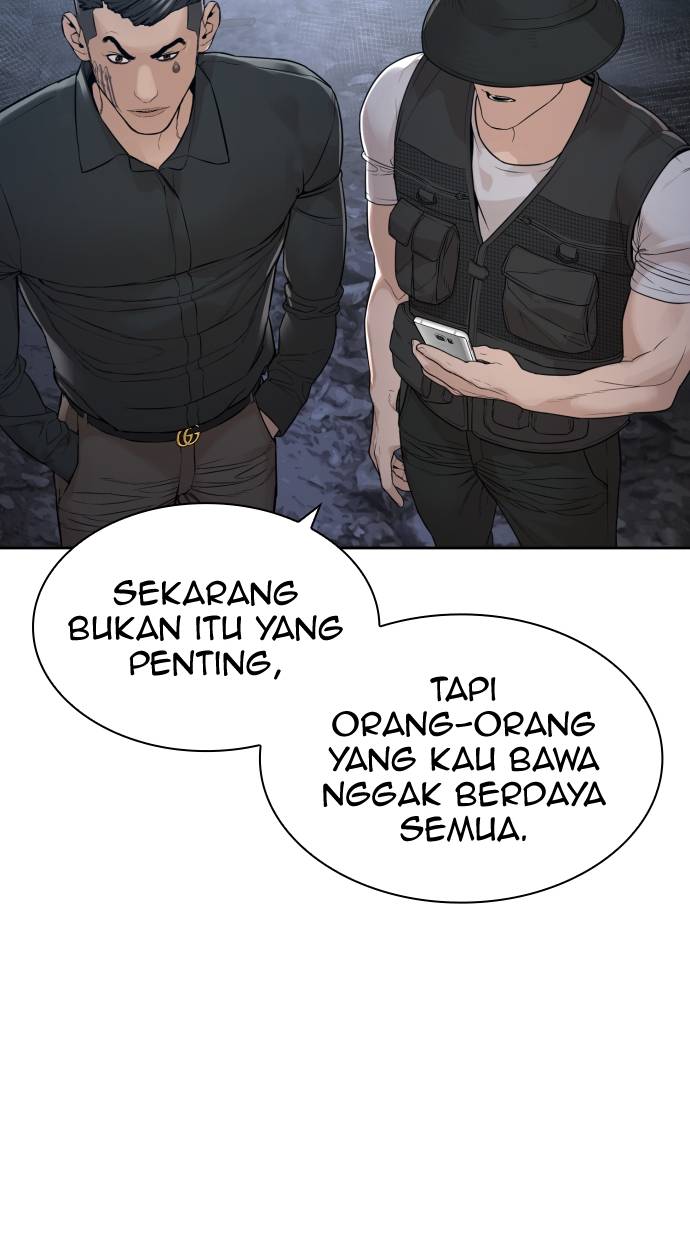 SEKARANG
BUKAN ITU YANG
PENTING,
TAPI
ORANG-ORANG
YANG KAU BAWA
NGGAK BERDAYA
SEMUA.